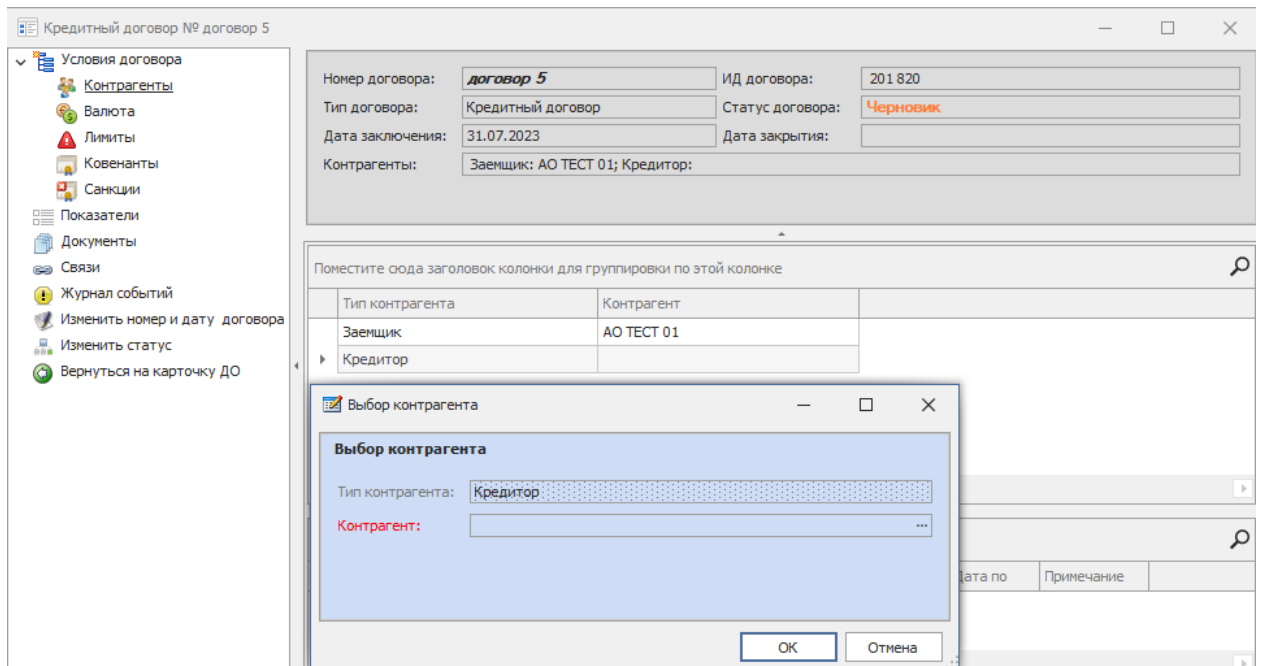 Кредитный договор № договор 5
Условия договора
Контрагенты
Валюта
Лимиты
Ковенанты
Санкции
Показатели
Документы
Связи
Журнал событий
Изменить номер и дату договора
Изменить статус
Вернуться на карточку ДО
Номер договора: договор 5 ИД договора: 201 820
Тип договора: Кредитный договор Статус договора: Черновик
Дата заключения: 31.07.2023 Дата закрытия:
Контрагенты: Заемщик: АО ТЕСТ 01; Кредитор:
Поместите сюда заголовок колонки для группировки по этой колонке
Тип контрагента Контрагент
Заемщик АО ТЕСТ 01
Кредитор
Выбор контрагента
Выбор контрагента
Тип контрагента: Кредитор
Контрагент: ...
Дата по Примечание
ОК Отмена